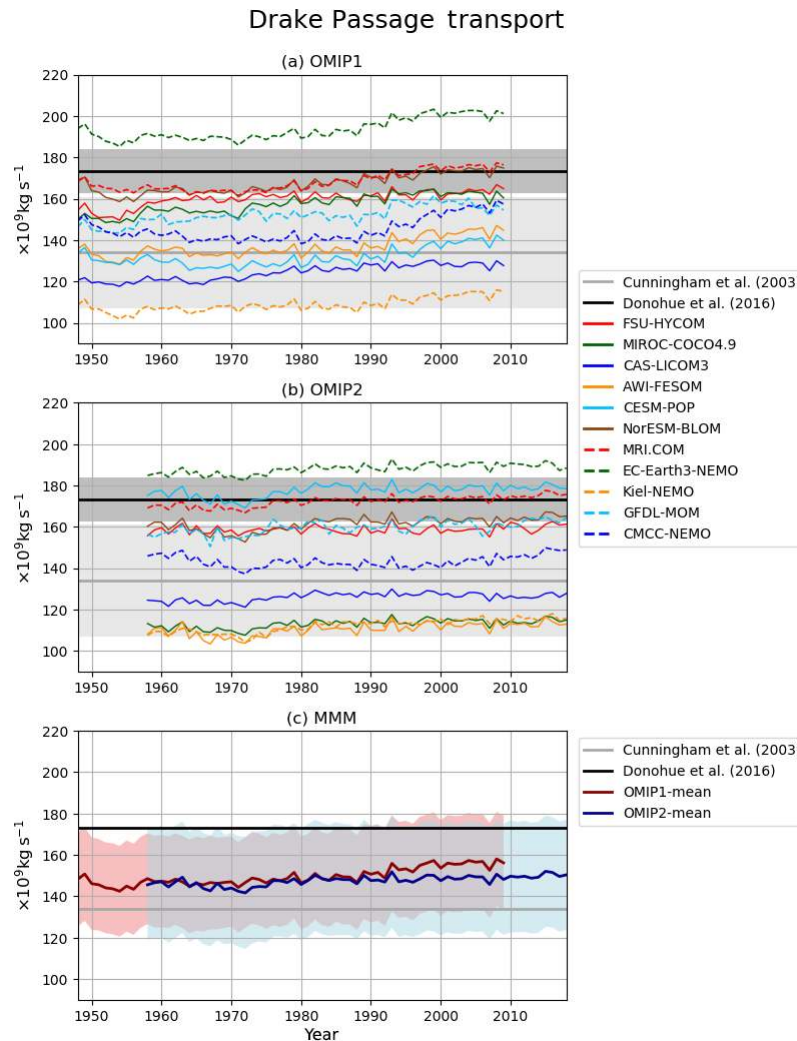 Drake Passage transport
(a) OMIP1
220
200
180
160
140
120
100
×10⁹kg s⁻¹
1950 1960 1970 1980 1990 2000 2010
(b) OMIP2
220
200
180
160
140
120
100
×10⁹kg s⁻¹
1950 1960 1970 1980 1990 2000 2010
Cunningham et al. (2003
Donohue et al. (2016)
FSU-HYCOM
MIROC-COCO4.9
CAS-LICOM3
AWI-FESOM
CESM-POP
NorESM-BLOM
MRI.COM
EC-Earth3-NEMO
Kiel-NEMO
GFDL-MOM
CMCC-NEMO
(c) MMM
220
200
180
160
140
120
100
×10⁹kg s⁻¹
1950 1960 1970 1980 1990 2000 2010
Year
Cunningham et al. (2003
Donohue et al. (2016)
OMIP1-mean
OMIP2-mean